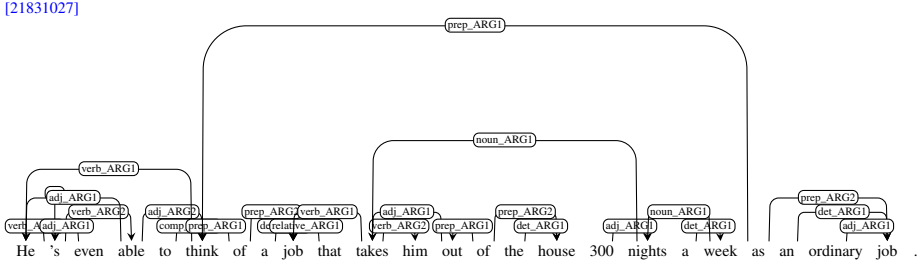 [21831027]
prep_ARG1
noun_ARG1
verb_ARG1
adj_ARG1
verb_ARG2 adj_ARG2 prep_ARG2 verb_ARG1 adj_ARG1 prep_ARG2 noun_ARG1 prep_ARG2 det_ARG1
verb_A adj_ARG1 comp prep_ARG1 de relative_ARG1 verb_ARG2 prep_ARG1 det_ARG1 adj_ARG1 det_ARG1 adj_ARG1
He 's even able to think of a job that takes him out of the house 300 nights a week as an ordinary job .